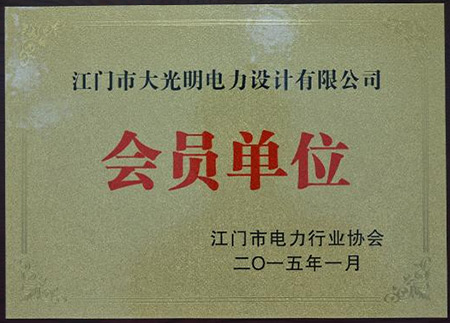 江门市大光明电力设计有限公司
会员单位
江门市电力行业协会
二〇一五年一月